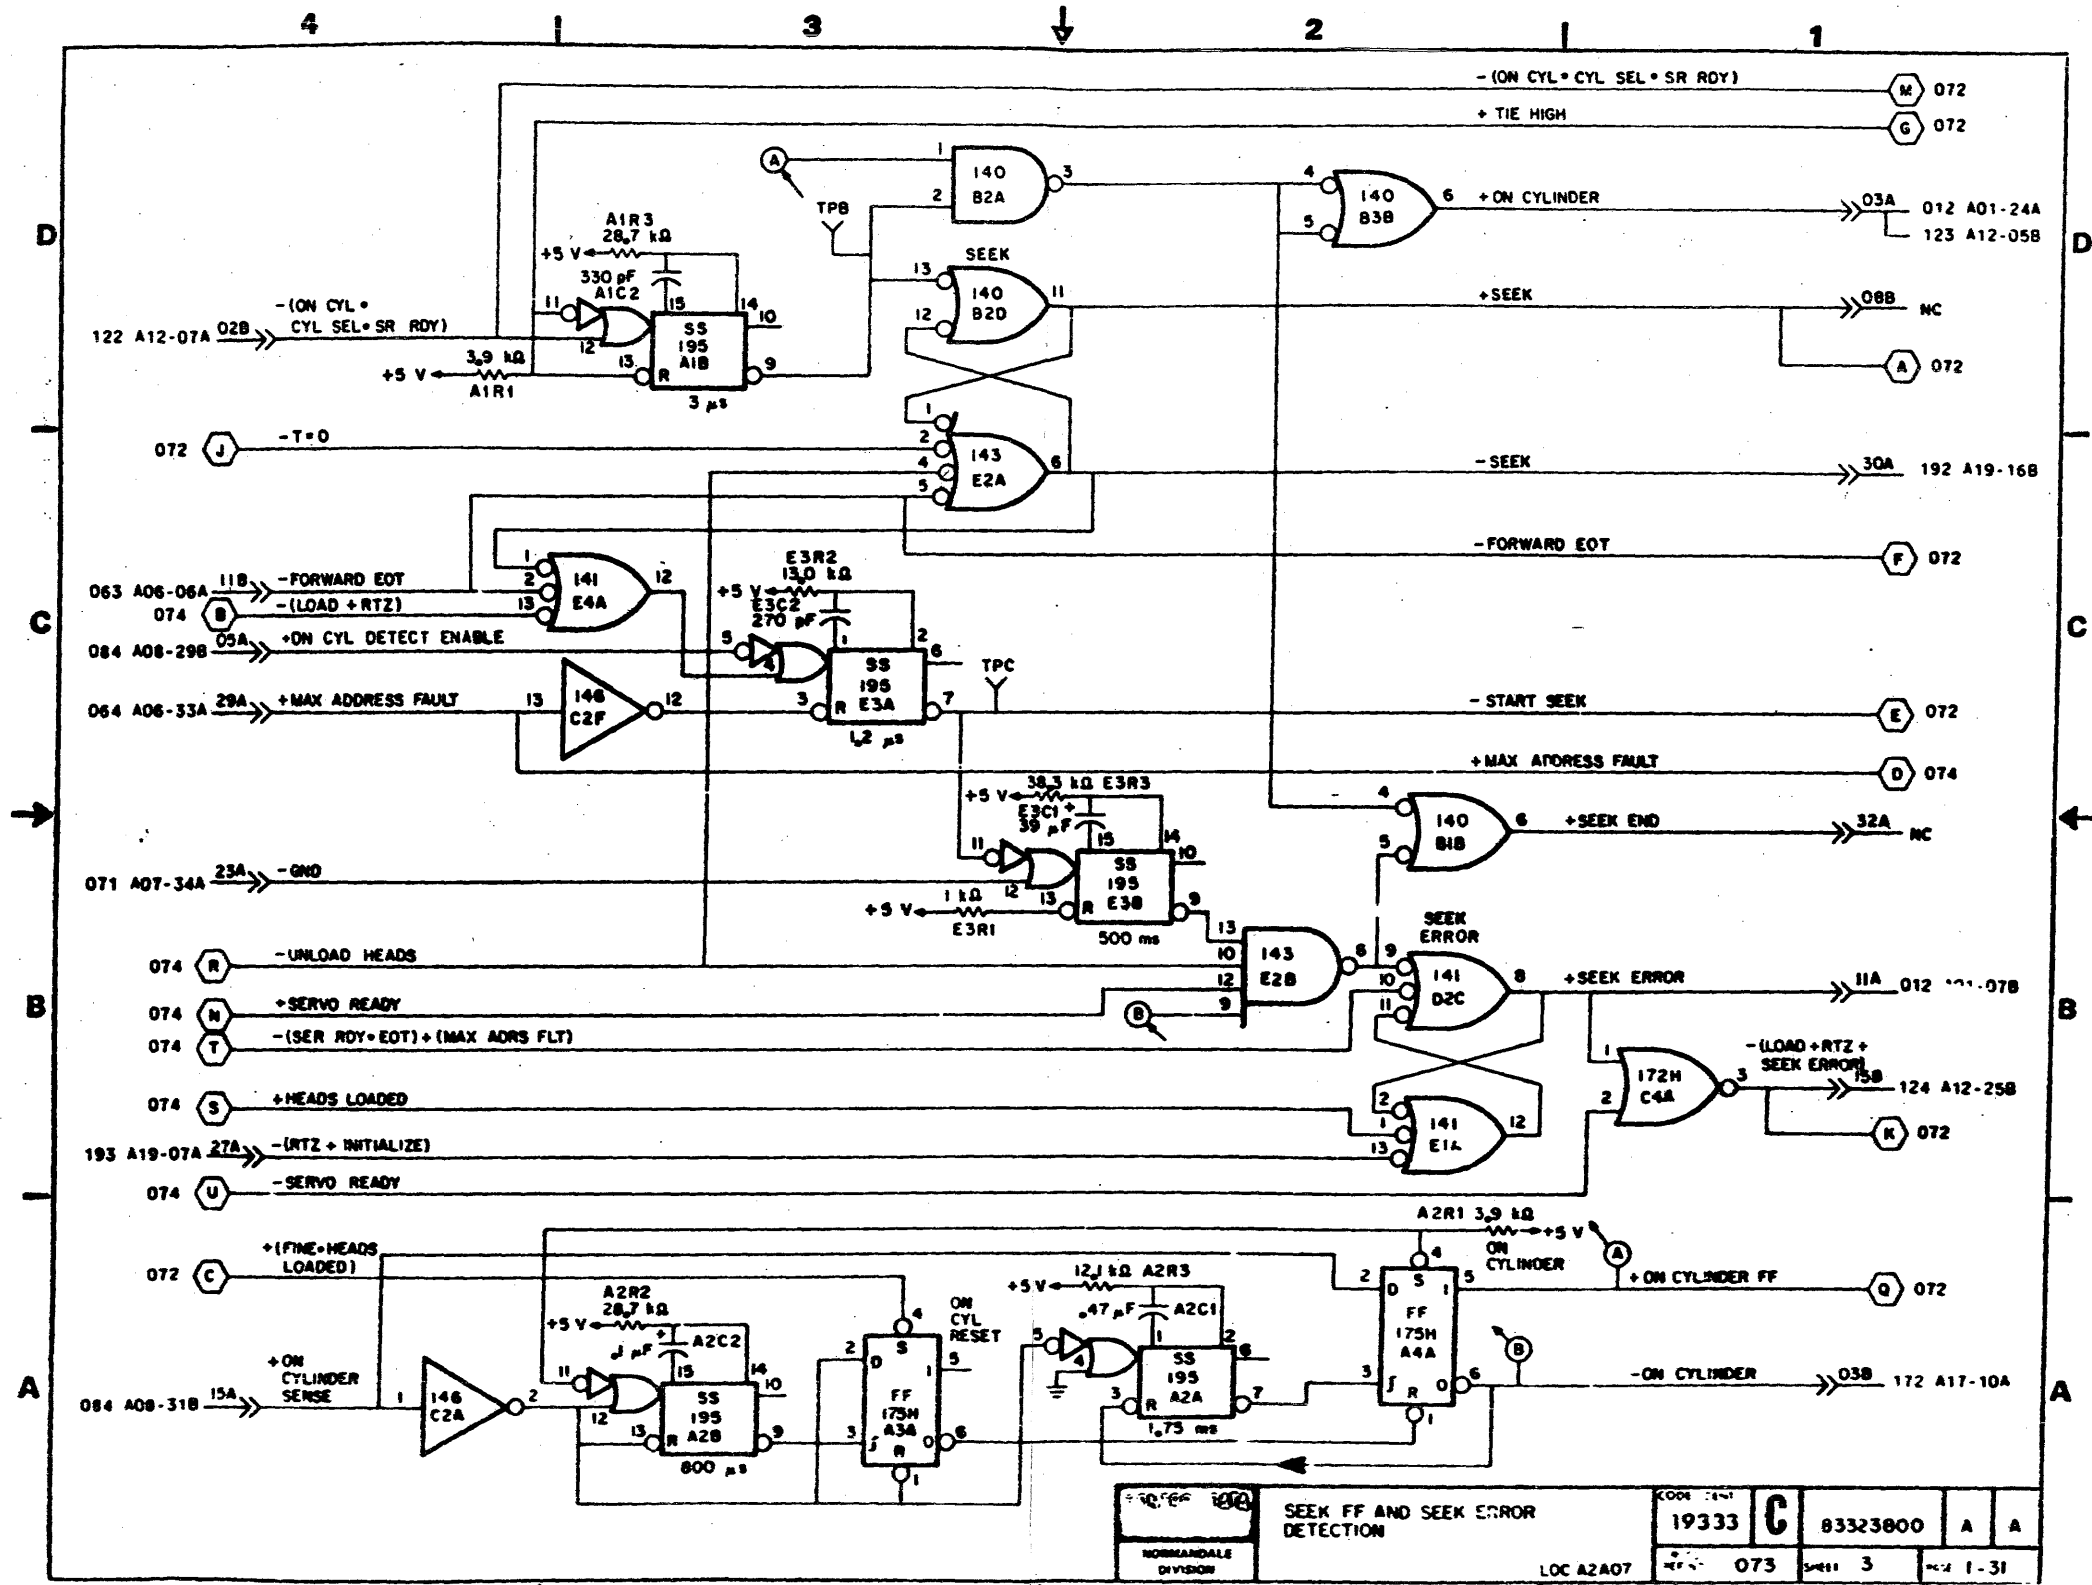 4 3 2 1
-(ON CYL•CYL SEL•SR RDY) M 072
+ TIE HIGH G 072
A
1 140 B2A 3
2
TPB
4 140 B3B 6 +ON CYLINDER 03A 012 A01-24A
5
123 A12-05B
D D
A1R3
28.7 kΩ
+5 V
330 pF
A1C2
SEEK
13 140 B2D 11 +SEEK 08B NC
12
A 072
-(ON CYL •
CYL SEL•SR RDY)
122 A12-07A 02B
11 15 14 10
12 SS 195 A1B
13 R 9
3 µs
3.9 kΩ
+5 V
A1R1
072 J -T=0
1
2 143 E2A 6 -SEEK 30A 192 A19-16B
4
5
-FORWARD EOT F 072
1
063 A06-06A 11B -FORWARD EOT 2 141 E4A 12
074 B -(LOAD+RTZ) 13
C C
E3R2
13.0 kΩ
+5 V
E3C2
270 pF
084 A08-29B 05A +ON CYL DETECT ENABLE 5 1 2
4 SS 195 E3A 6
064 A06-33A 29A +MAX ADDRESS FAULT 13 146 C2F 12 3 R 7
1.2 µs
TPC
- START SEEK E 072
+MAX ADDRESS FAULT D 074
38.3 kΩ E3R3
+5 V
E3C1 +
39 µF
4 140 B1B 6 +SEEK END 32A NC
5
11 15 14 10
071 A07-34A 23A -GND 12 SS 195 E3B
1 kΩ
+5 V
E3R1
13 R 9
500 ms
SEEK
ERROR
074 R -UNLOAD HEADS
13
10 143 E2B 8
12
9
B
9 141 D2C 8 +SEEK ERROR 11A 012
10
11
B B
074 N +SERVO READY
074 T -(SER RDY•EOT)+(MAX ADRS FLT)
1 172H C4A 3
2
-(LOAD+RTZ+
SEEK ERROR)
15B 124 A12-25B
K 072
074 S +HEADS LOADED
2 141 12
1
13
193 A19-07A 27A -(RTZ + INITIALIZE)
074 U -SERVO READY
A2R1 3.9 kΩ
+5 V
ON
CYLINDER
+(FINE•HEADS
LOADED)
072 C
A
2 D 4 S 1 5 + ON CYLINDER FF Q 072
FF
175H
A4A
3 ʃ R 0 6 -ON CYLINDER 03B 172 A17-10A
1
B
12.1 kΩ A2R3
+5 V
.47 µF A2C1
5 1 2
4 SS 195 A2A 6
3 R 7
1.75 ms
ON
CYL
RESET
4 S
2 D 1 5
FF
175H
A3A
3 ʃ R 0 6
1
A2R2
28.7 kΩ
+5 V
+
.1 µF A2C2
11 15 14 10
12 SS 195 A2B
13 R 9
800 µs
A A
+ON
CYLINDER
SENSE
084 A08-31B 15A 1 146 C2A 2
NORMANDALE
DIVISION
SEEK FF AND SEEK ERROR
DETECTION
LOC A2A07
19333 C 83323800 A A
073 3 1-31